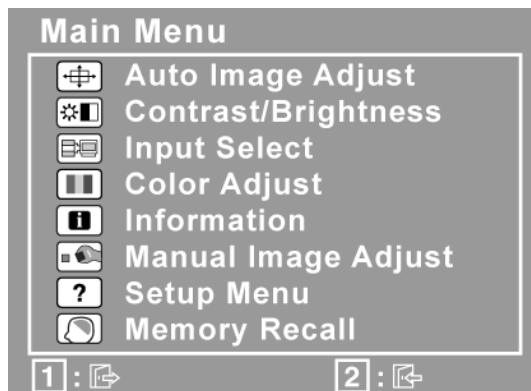 Main Menu
Auto Image Adjust
Contrast/Brightness
Input Select
Color Adjust
i Information
Manual Image Adjust
? Setup Menu
Memory Recall
1 : 2 :